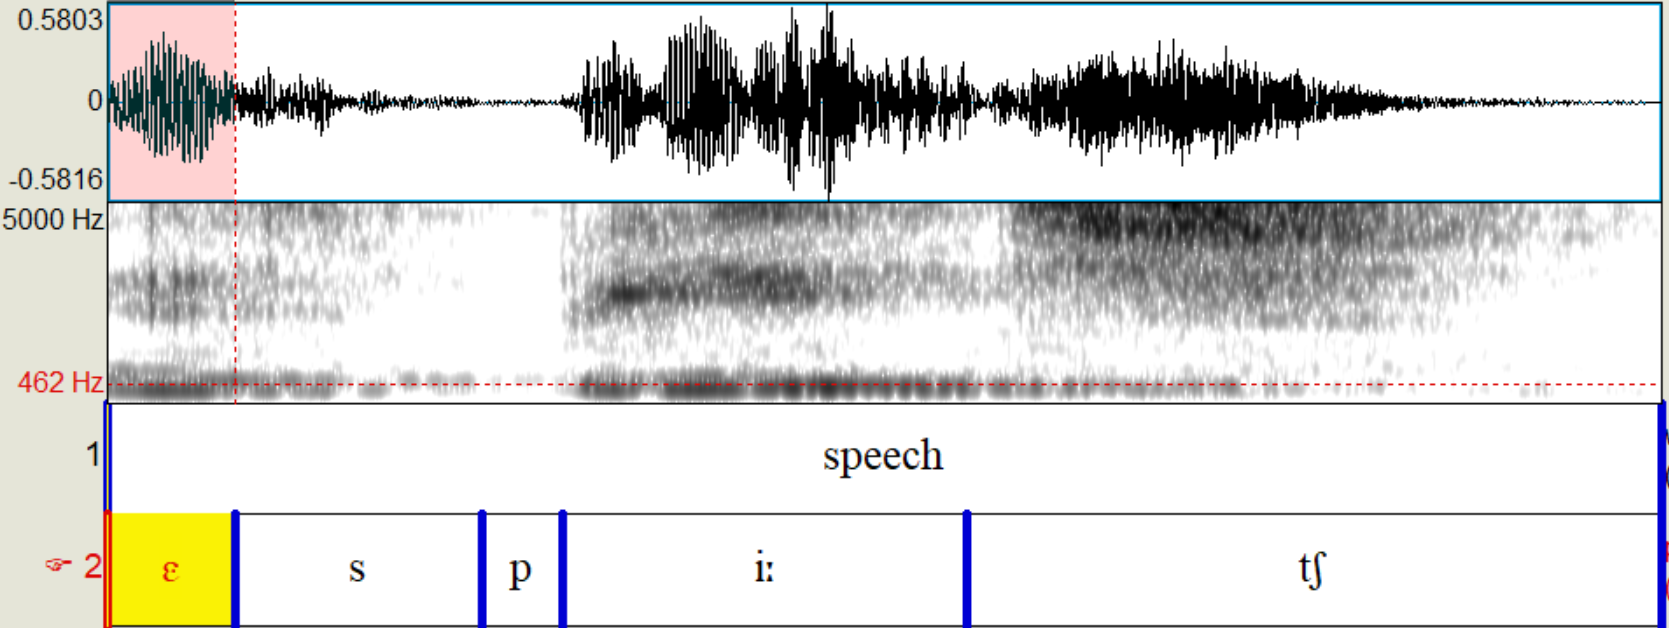 0.5803
0
-0.5816
5000 Hz
462 Hz
1 speech
☞ 2 ɛ s p iː tʃ